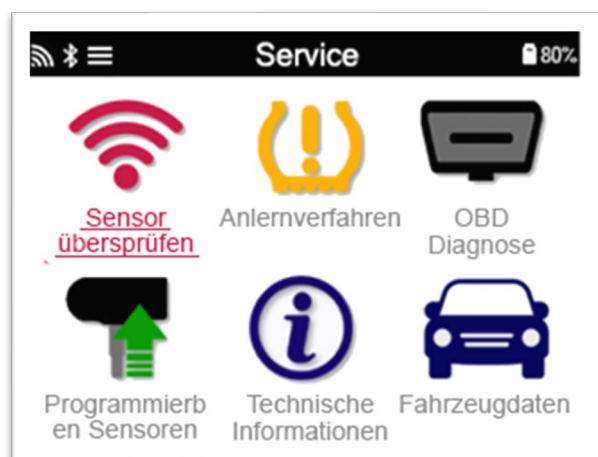 Service
80%
Sensor
übersprüfen
Anlernverfahren
OBD
Diagnose
Programmierb
en Sensoren
Technische
Informationen
Fahrzeugdaten